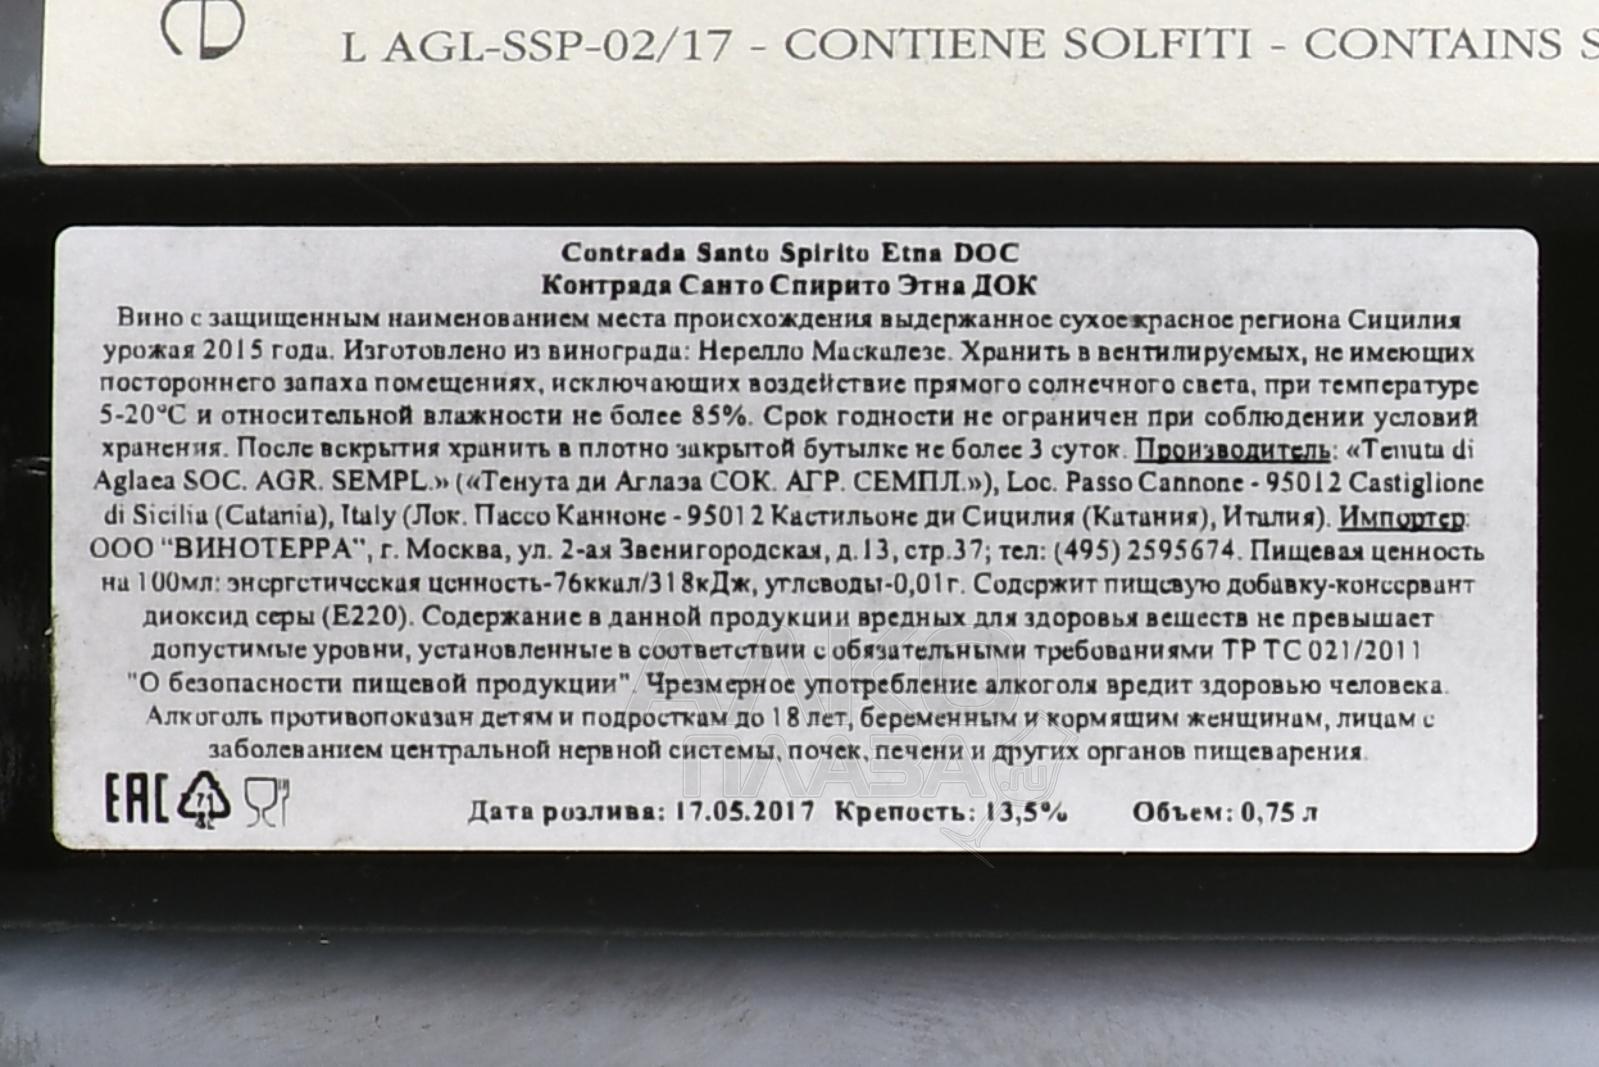 L AGL-SSP-02/17 - CONTIENE SOLFITI - CONTAINS S
Contrada Santo Spirito Etna DOC
Контрада Санто Спирито Этна ДОК
Вино с защищенным наименованием места происхождения выдержанное сухое красное региона Сицилия
урожая 2015 года. Изготовлено из винограда: Нерелло Маскалезе. Хранить в вентилируемых, не имеющих
постороннего запаха помещениях, исключающих воздействие прямого солнечного света, при температуре
5-20°С и относительной влажности не более 85%. Срок годности не ограничен при соблюдении условий
хранения. После вскрытия хранить в плотно закрытой бутылке не более 3 суток. Производитель: «Tenuta di
Aglaea SOC. AGR. SEMPL.» («Тенута ди Аглаэа СОК. АГР. СЕМПЛ.»), Loc. Passo Cannone - 95012 Castiglione
di Sicilia (Catania), Italy (Лок. Пассо Канноне - 95012 Кастильоне ди Сицилия (Катания), Италия). Импортер:
ООО "ВИНОТЕРРА", г. Москва, ул. 2-ая Звенигородская, д.13, стр.37; тел: (495) 2595674. Пищевая ценность
на 100мл: энергетическая ценность-76ккал/318кДж, углеводы-0,01г. Содержит пищевую добавку-консервант
диоксид серы (Е220). Содержание в данной продукции вредных для здоровья веществ не превышает
допустимые уровни, установленные в соответствии с обязательными требованиями ТР ТС 021/2011
"О безопасности пищевой продукции". Чрезмерное употребление алкоголя вредит здоровью человека.
Алкоголь противопоказан детям и подросткам до 18 лет, беременным и кормящим женщинам, лицам с
заболеванием центральной нервной системы, почек, печени и других органов пищеварения.
EAC 71
Дата розлива: 17.05.2017 Крепость: 13,5% Объем: 0,75 л
АЛКО
ПЛАЗА.ru